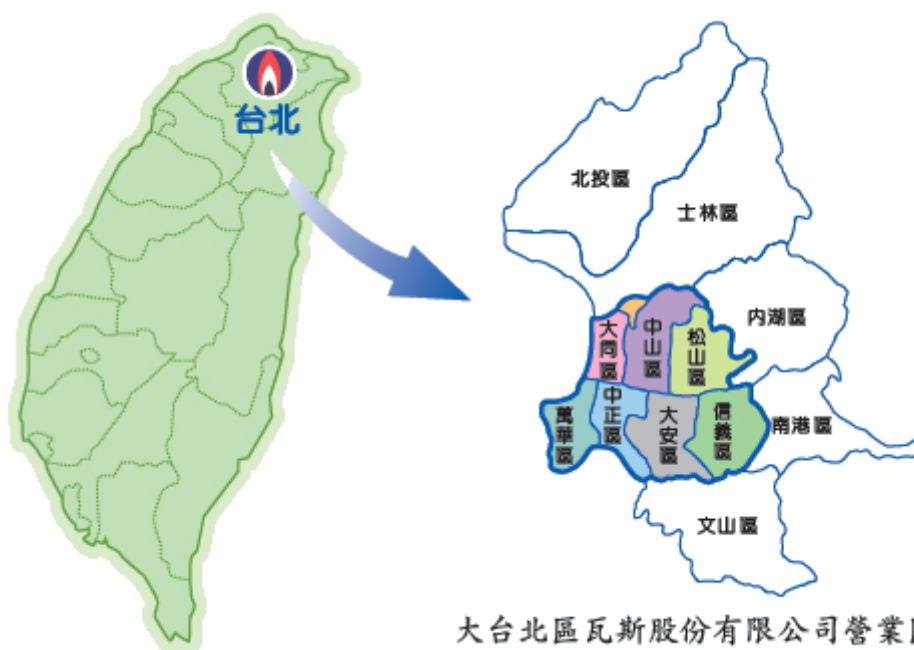 台北
北投區
士林區
內湖區
大同區
中山區
松山區
萬華區
中正區
大安區
信義區
南港區
文山區
大台北區瓦斯股份有限公司營業